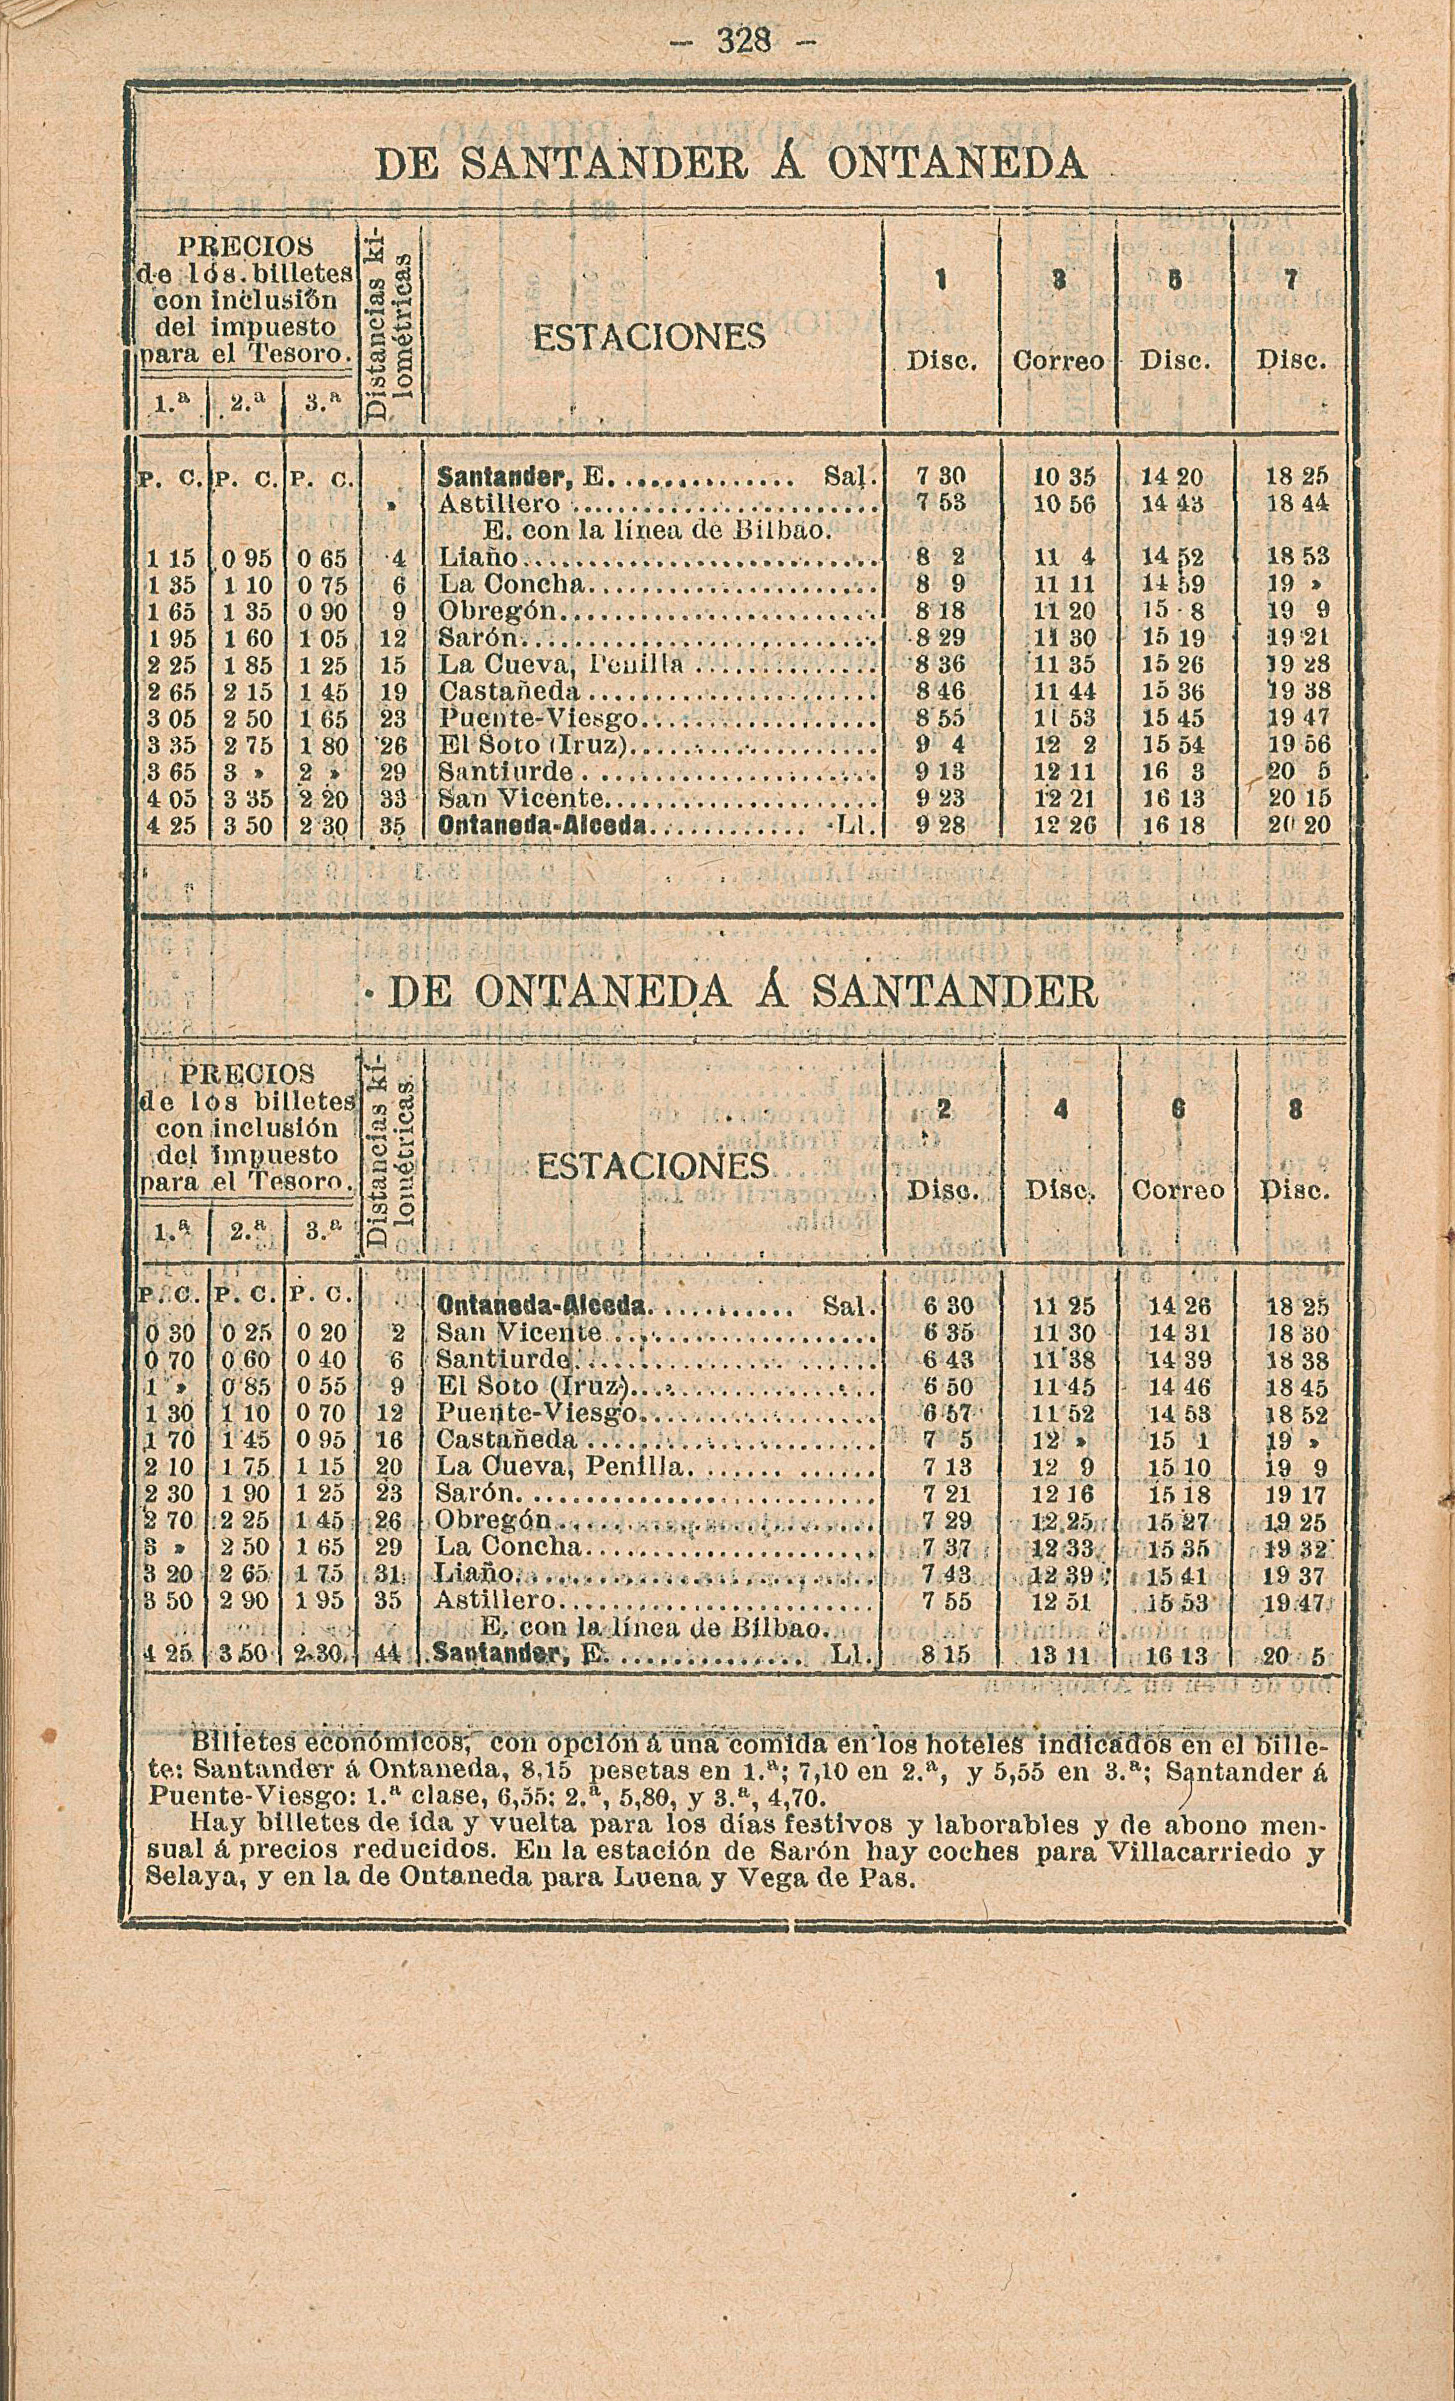 — 328 —
DE SANTANDER Á ONTANEDA
PRECIOS
de los billetes
con inclusión
del impuesto
para el Tesoro.
1.ª 2.ª 3.ª
Distancias ki-
lométricas
ESTACIONES
1 3 5 7
Disc. Correo Disc. Disc.
P. C. P. C. P. C. Santander, E. .............. Sal. 7 30 10 35 14 20 18 25
» Astillero ......................... 7 53 10 56 14 43 18 44
E. con la línea de Bilbao.
1 15 0 95 0 65 4 Liaño............................. 8 2 11 4 14 52 18 53
1 35 1 10 0 75 6 La Concha........................ 8 9 11 11 14 59 19 »
1 65 1 35 0 90 9 Obregón.......................... 8 18 11 20 15 8 19 9
1 95 1 60 1 05 12 Sarón............................. 8 29 11 30 15 19 19 21
2 25 1 85 1 25 15 La Cueva, Penilla ............... 8 36 11 35 15 26 19 28
2 65 2 15 1 45 19 Castañeda........................ 8 46 11 44 15 36 19 38
3 05 2 50 1 65 23 Puente-Viesgo.................... 8 55 11 53 15 45 19 47
3 35 2 75 1 80 26 El Soto (Iruz)..................... 9 4 12 2 15 54 19 56
3 65 3 » 2 » 29 Santiurde ......................... 9 13 12 11 16 3 20 5
4 05 3 35 2 20 33 San Vicente....................... 9 23 12 21 16 13 20 15
4 25 3 50 2 30 35 Ontaneda-Alceda............. Ll. 9 28 12 26 16 18 20 20
DE ONTANEDA Á SANTANDER
PRECIOS
de los billetes
con inclusión
del impuesto
para el Tesoro.
1.ª 2.ª 3.ª
Distancias ki-
lométricas.
ESTACIONES
2 4 6 8
Disc. Disc. Correo Disc.
P. C. P. C. P. C. Ontaneda-Alceda............ Sal. 6 30 11 25 14 26 18 25
0 30 0 25 0 20 2 San Vicente ...................... 6 35 11 30 14 31 18 30
0 70 0 60 0 40 6 Santiurde......................... 6 43 11 38 14 39 18 38
1 » 0 85 0 55 9 El Soto (Iruz)..................... 6 50 11 45 14 46 18 45
1 30 1 10 0 70 12 Puente-Viesgo.................... 6 57 11 52 14 53 18 52
1 70 1 45 0 95 16 Castañeda ........................ 7 5 12 » 15 1 19 »
2 10 1 75 1 15 20 La Cueva, Penilla................ 7 13 12 9 15 10 19 9
2 30 1 90 1 25 23 Sarón............................. 7 21 12 16 15 18 19 17
2 70 2 25 1 45 26 Obregón.......................... 7 29 12 25 15 27 19 25
3 » 2 50 1 65 29 La Concha........................ 7 37 12 33 15 35 19 32
3 20 2 65 1 75 31 Liaño............................. 7 43 12 39 15 41 19 37
3 50 2 90 1 95 35 Astillero.......................... 7 55 12 51 15 53 19 47
E. con la línea de Bilbao.
4 25 3 50 2 30 44 Santander, E. ................ Ll. 8 15 13 11 16 13 20 5
Billetes económicos, con opción á una comida en los hoteles indicados en el bille-
te: Santander á Ontaneda, 8,15 pesetas en 1.ª; 7,10 en 2.ª, y 5,55 en 3.ª; Santander á
Puente-Viesgo: 1.ª clase, 6,55: 2.ª, 5,80, y 3.ª, 4,70.
Hay billetes de ida y vuelta para los días festivos y laborables y de abono men-
sual á precios reducidos. En la estación de Sarón hay coches para Villacarriedo y
Selaya, y en la de Ontaneda para Luena y Vega de Pas.